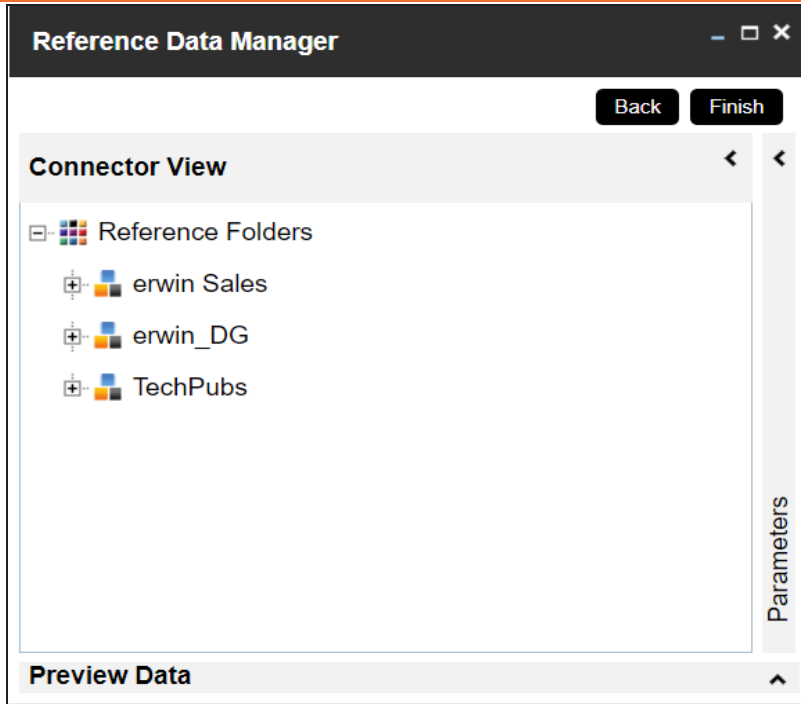 Reference Data Manager
Back Finish
Connector View
Reference Folders
erwin Sales
erwin_DG
TechPubs
Parameters
Preview Data